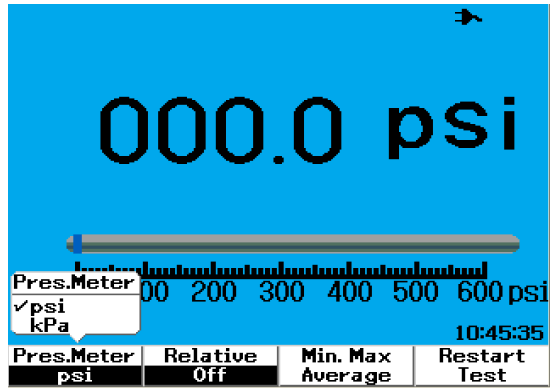 000.0 psi
Pres.Meter
✓psi
kPa
00 200 300 400 500 600 psi
10:45:35
Pres.Meter Relative Min. Max Restart
psi Off Average Test